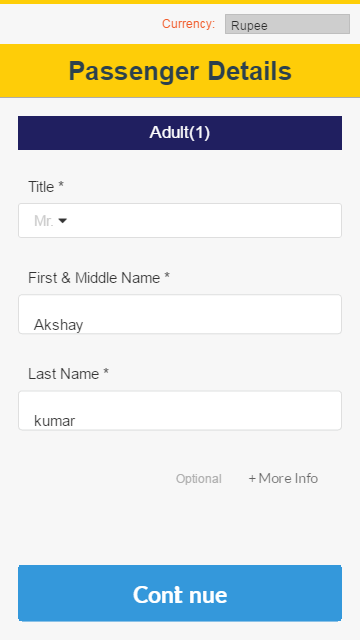 Currency: Rupee
Passenger Details
Adult(1)
Title *
Mr.
First & Middle Name *
Akshay
Last Name *
kumar
Optional + More Info
Cont nue